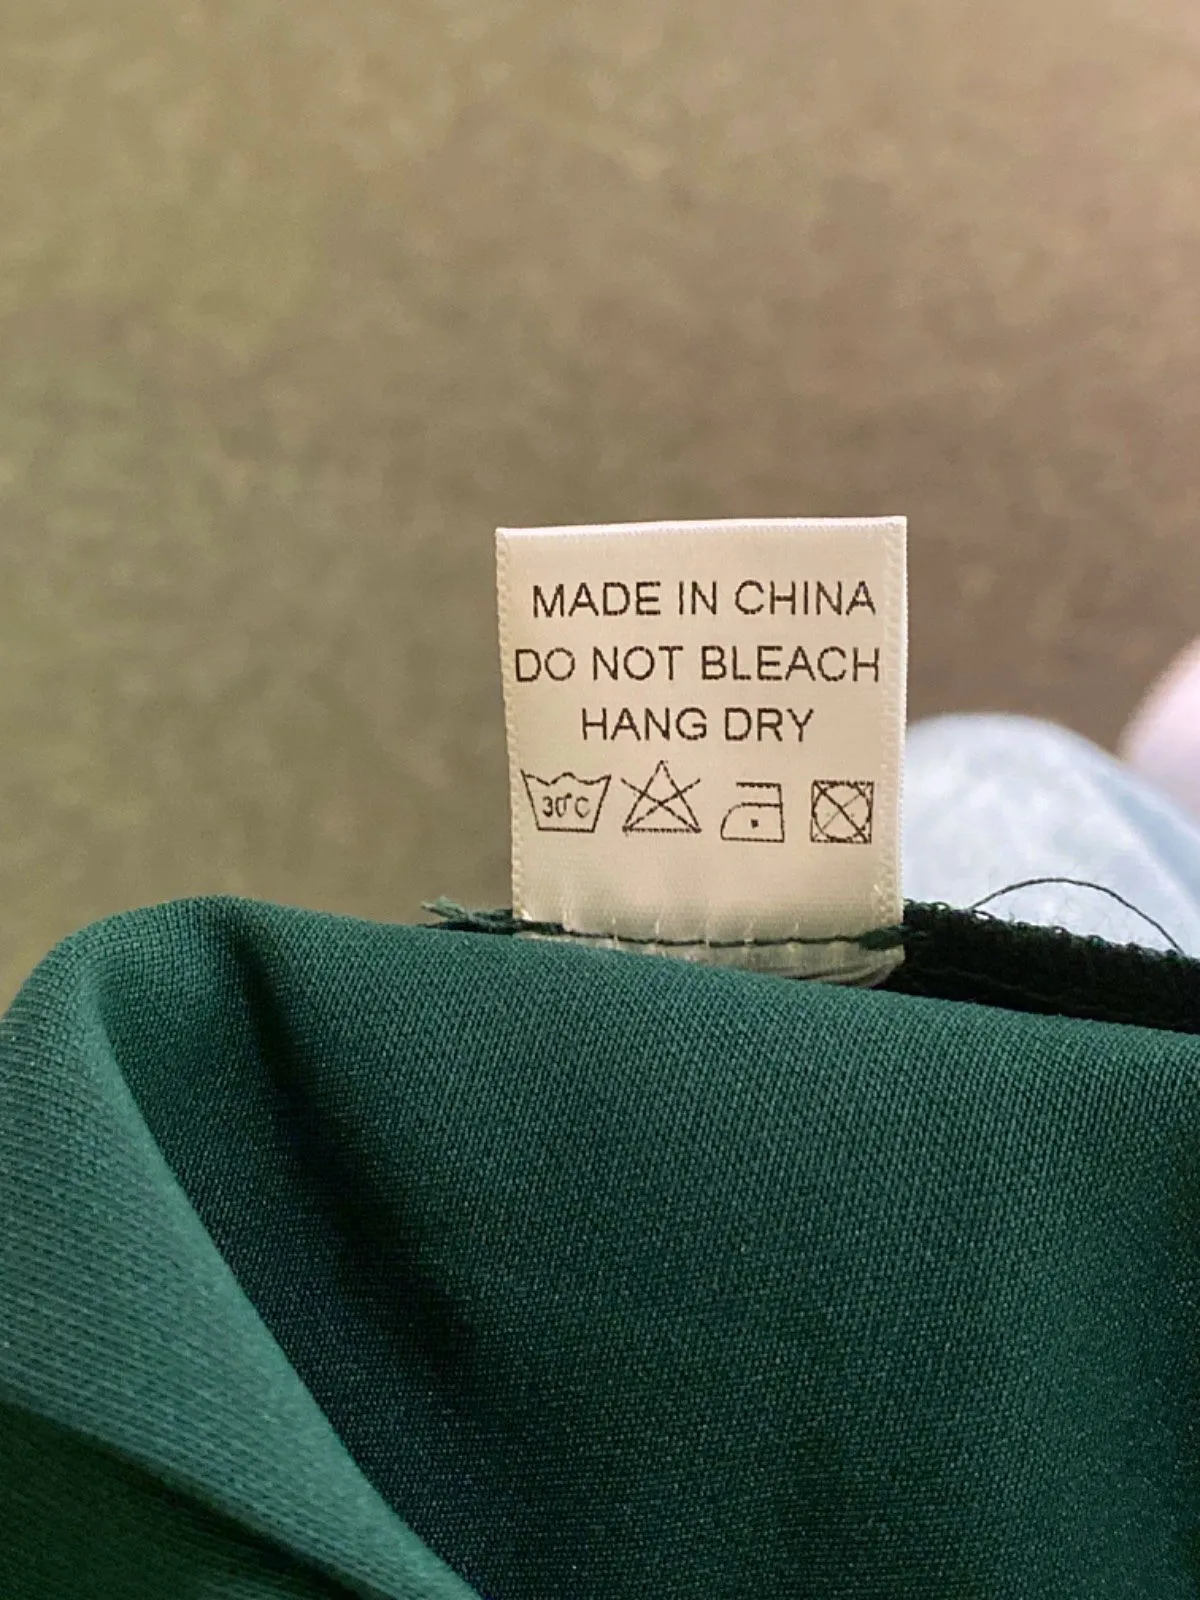 MADE IN CHINA
DO NOT BLEACH
HANG DRY
30°C